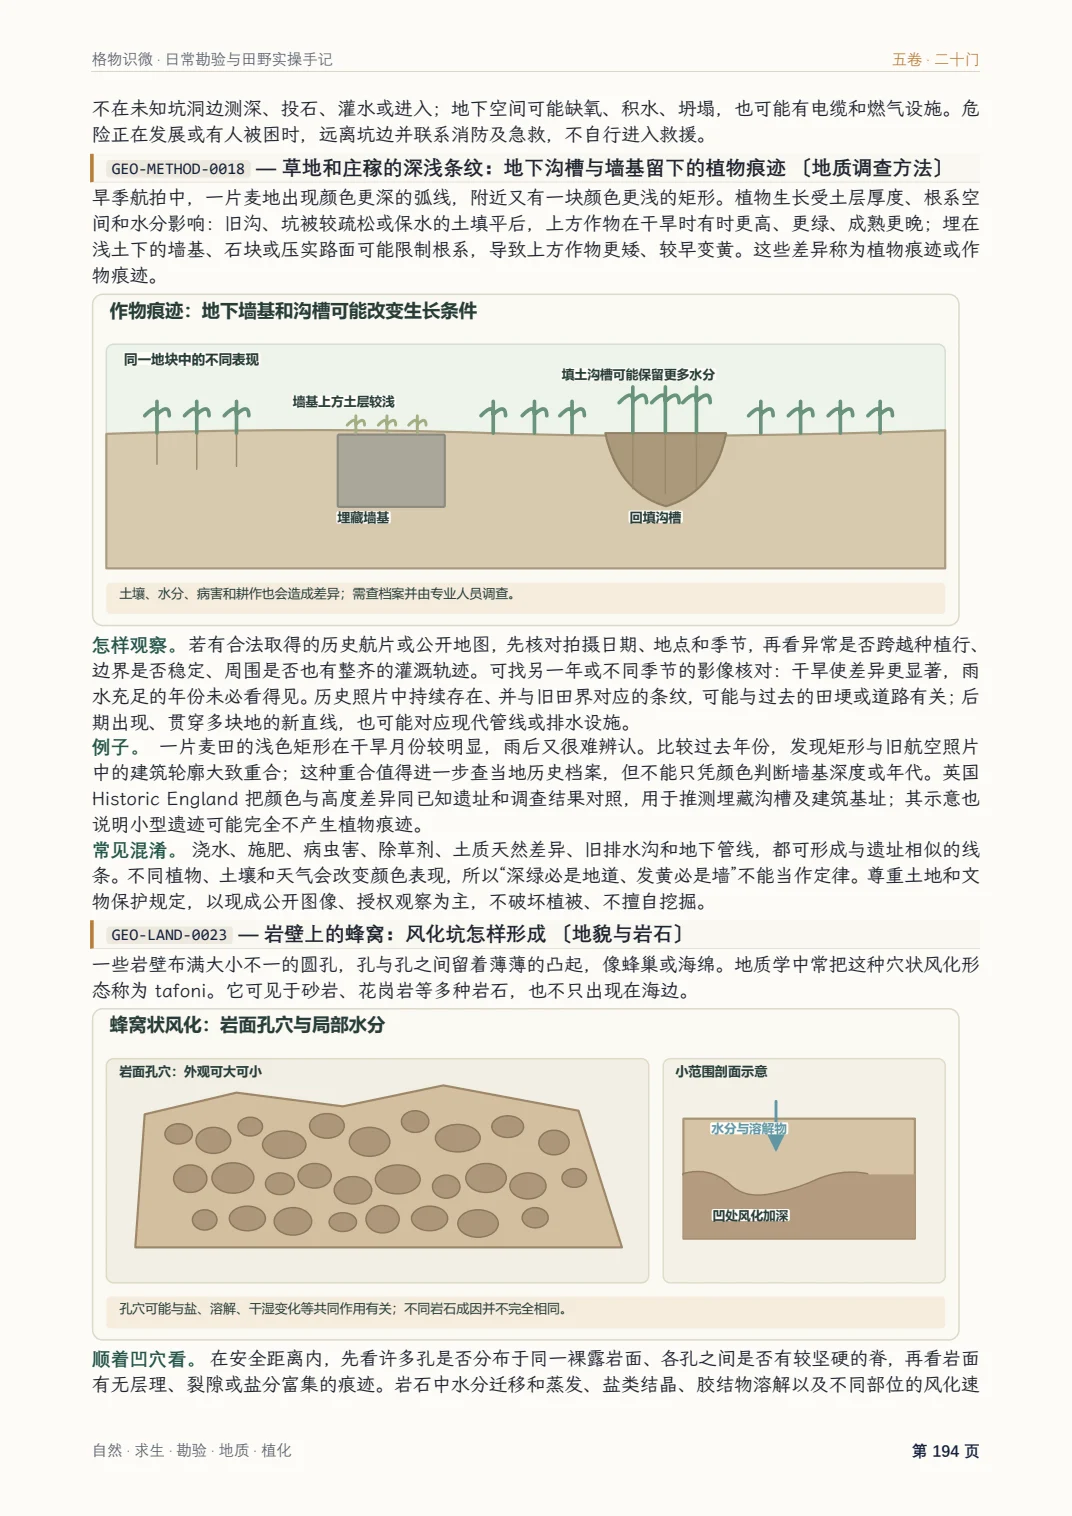 格物识微 · 日常勘验与田野实操手记
五卷 · 二十门
不在未知坑洞边测深、投石、灌水或进入；地下空间可能缺氧、积水、坍塌，也可能有电缆和燃气设施。危
险正在发展或有人被困时，远离坑边并联系消防及急救，不自行进入救援。
GEO-METHOD-0018 — 草地和庄稼的深浅条纹：地下沟槽与墙基留下的植物痕迹 〔地质调查方法〕
旱季航拍中，一片麦地出现颜色更深的弧线，附近又有一块颜色更浅的矩形。植物生长受土层厚度、根系空
间和水分影响：旧沟、坑被较疏松或保水的土填平后，上方作物在干旱时有时更高、更绿、成熟更晚；埋在
浅土下的墙基、石块或压实路面可能限制根系，导致上方作物更矮、较早变黄。这些差异称为植物痕迹或作
物痕迹。
作物痕迹：地下墙基和沟槽可能改变生长条件
同一地块中的不同表现
填土沟槽可能保留更多水分
墙基上方土层较浅
埋藏墙基
回填沟槽
土壤、水分、病害和耕作也会造成差异；需查档案并由专业人员调查。
怎样观察。若有合法取得的历史航片或公开地图，先核对拍摄日期、地点和季节，再看异常是否跨越种植行、
边界是否稳定、周围是否也有整齐的灌溉轨迹。可找另一年或不同季节的影像核对：干旱使差异更显著，雨
水充足的年份未必看得见。历史照片中持续存在、并与旧田界对应的条纹，可能与过去的田埂或道路有关；后
期出现、贯穿多块地的新直线，也可能对应现代管线或排水设施。
例子。 一片麦田的浅色矩形在干旱月份较明显，雨后又很难辨认。比较过去年份，发现矩形与旧航空照片
中的建筑轮廓大致重合；这种重合值得进一步查当地历史档案，但不能只凭颜色判断墙基深度或年代。英国
Historic England 把颜色与高度差异同已知遗址和调查结果对照，用于推测埋藏沟槽及建筑基址；其示意也
说明小型遗迹可能完全不产生植物痕迹。
常见混淆。 浇水、施肥、病虫害、除草剂、土质天然差异、旧排水沟和地下管线，都可形成与遗址相似的线
条。不同植物、土壤和天气会改变颜色表现，所以“深绿必是地道、发黄必是墙”不能当作定律。尊重土地和文
物保护规定，以现成公开图像、授权观察为主，不破坏植被、不擅自挖掘。
GEO-LAND-0023 — 岩壁上的蜂窝：风化坑怎样形成 〔地貌与岩石〕
一些岩壁布满大小不一的圆孔，孔与孔之间留着薄薄的凸起，像蜂巢或海绵。地质学中常把这种穴状风化形
态称为 tafoni。它可见于砂岩、花岗岩等多种岩石，也不只出现在海边。
蜂窝状风化：岩面孔穴与局部水分
岩面孔穴：外观可大可小
小范围剖面示意
水分与溶解物
凹处风化加深
孔穴可能与盐、溶解、干湿变化等共同作用有关；不同岩石成因并不完全相同。
顺着凹穴看。 在安全距离内，先看许多孔是否分布于同一裸露岩面、各孔之间是否有较坚硬的脊，再看岩面
有无层理、裂隙或盐分富集的痕迹。岩石中水分迁移和蒸发、盐类结晶、胶结物溶解以及不同部位的风化速
自然 · 求生 · 勘验 · 地质 · 植化
第 194 页